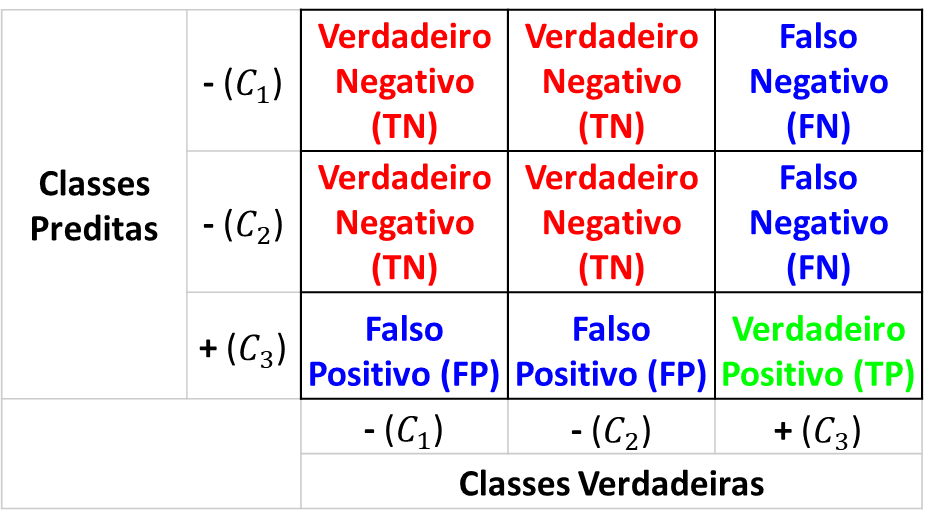 Verdadeiro Negativo (TN)
Verdadeiro Negativo (TN)
Falso Negativo (FN)
- (C₁)
Classes Preditas
Verdadeiro Negativo (TN)
Verdadeiro Negativo (TN)
Falso Negativo (FN)
- (C₂)
Falso Positivo (FP)
Falso Positivo (FP)
Verdadeiro Positivo (TP)
+ (C₃)
- (C₁)
- (C₂)
+ (C₃)
Classes Verdadeiras